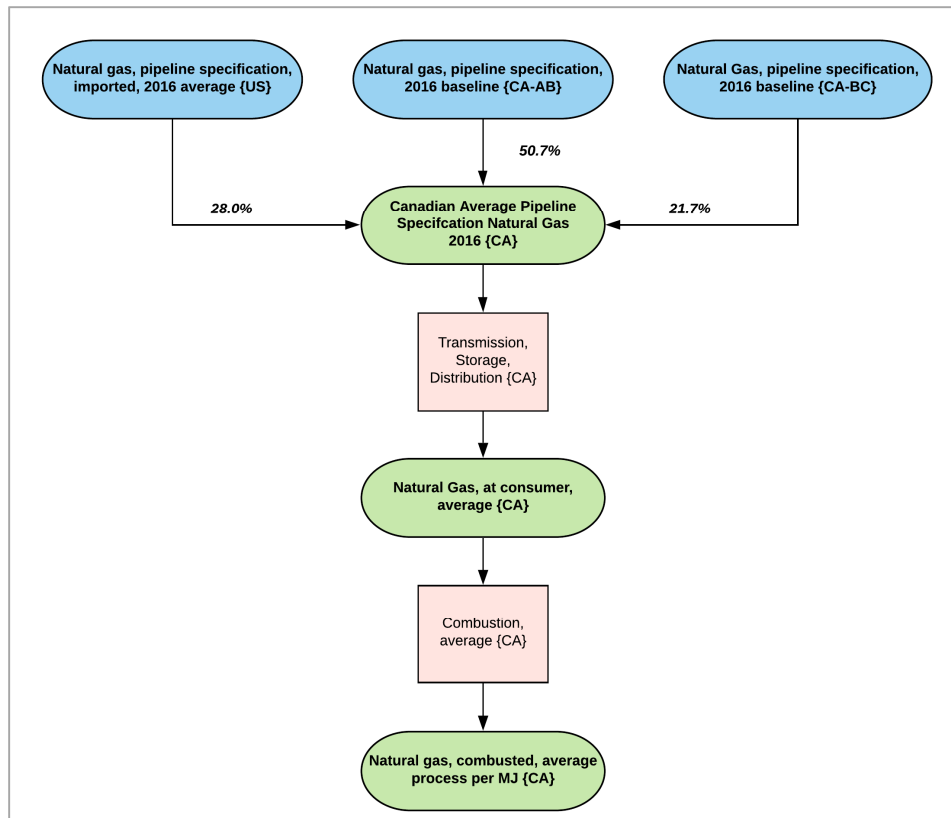 Natural gas, pipeline specification,
imported, 2016 average {US}
Natural gas, pipeline specification,
2016 baseline {CA-AB}
Natural Gas, pipeline specification,
2016 baseline {CA-BC}
50.7%
28.0%
21.7%
Canadian Average Pipeline
Specifcation Natural Gas
2016 {CA}
Transmission,
Storage,
Distribution {CA}
Natural Gas, at consumer,
average {CA}
Combustion,
average {CA}
Natural gas, combusted, average
process per MJ {CA}